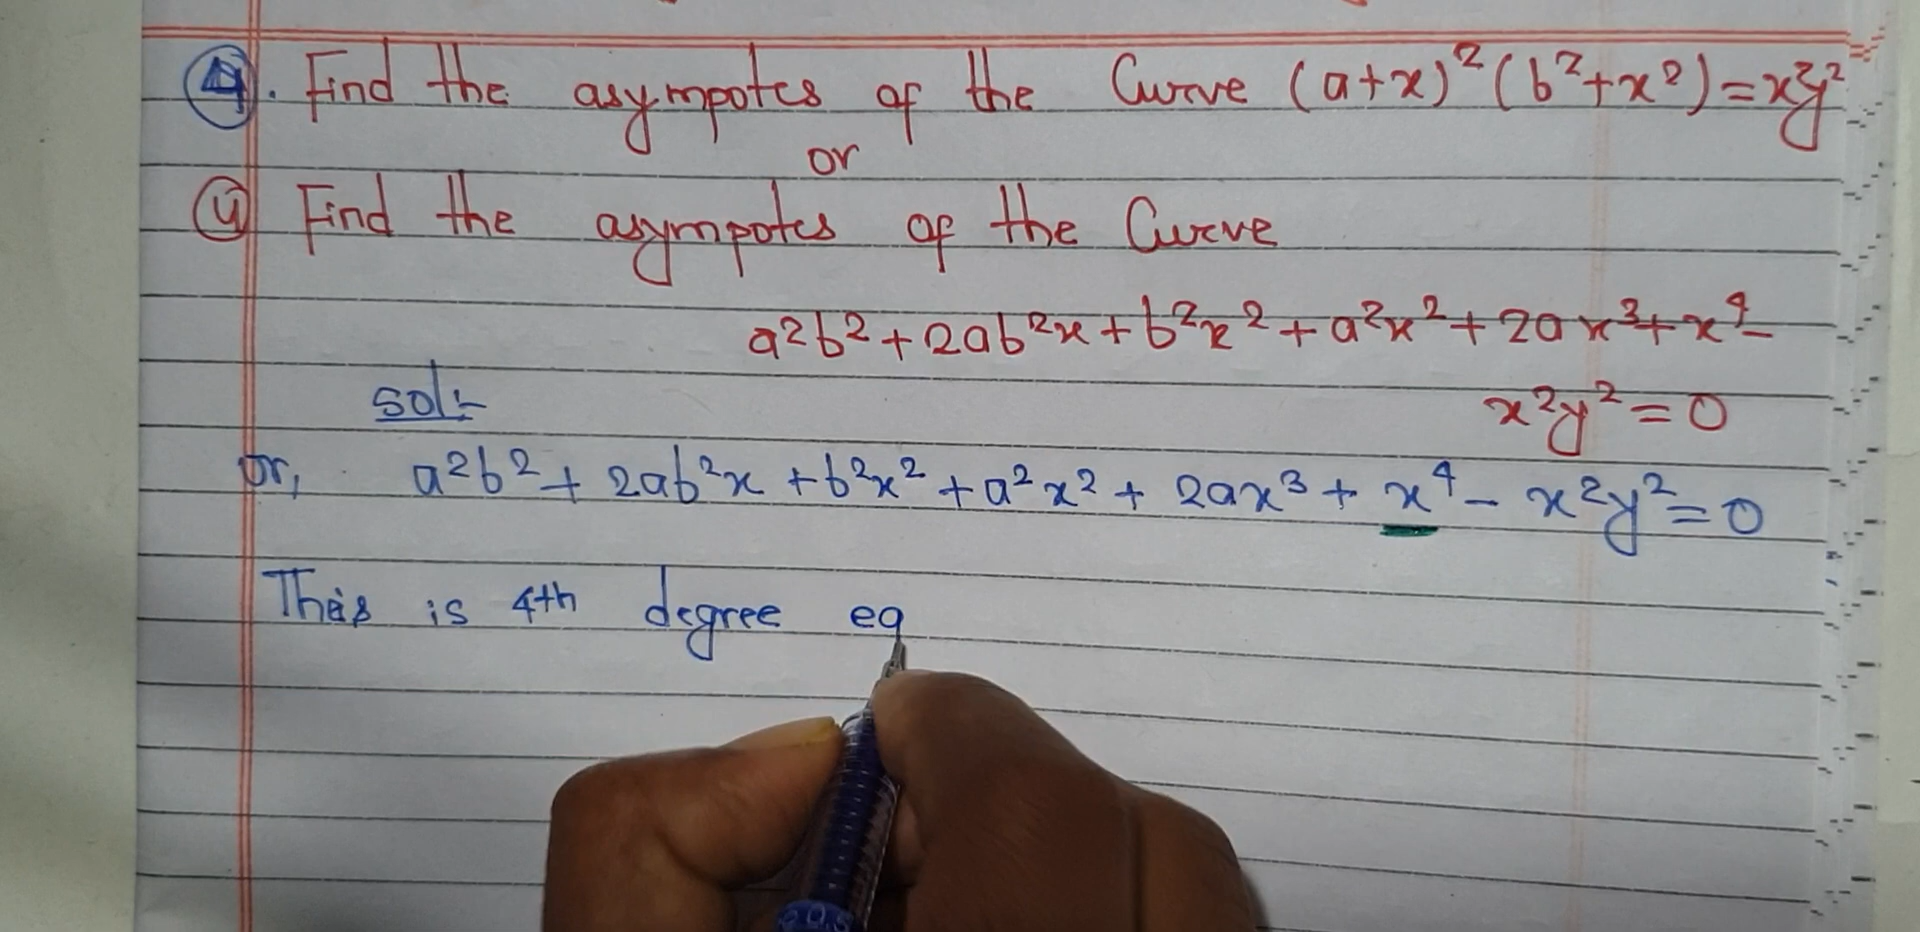 4. Find the asympotes of the Curve (a+x)²(b²+x²)=x²y²
or
4 Find the asympotes of the Curve
a²b²+2ab²x+b²x²+a²x²+2ax³+x⁴-
x²y²=0
Sol:-
or, a²b²+2ab²x+b²x²+a²x²+2ax³+x⁴-x²y²=0
This is 4th degree eq